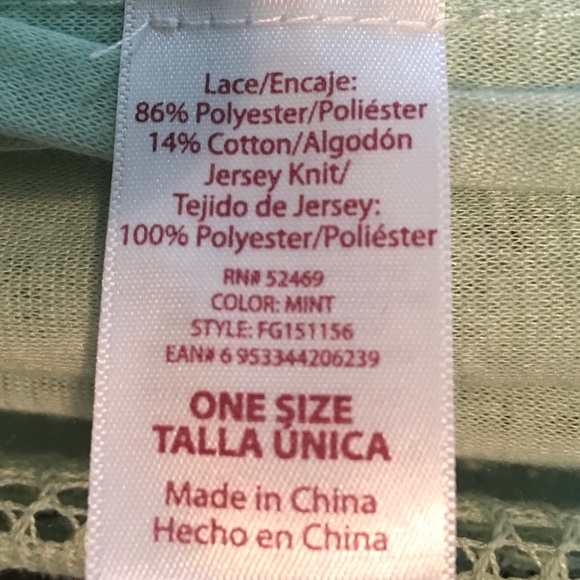 Lace/Encaje:
86% Polyester/Poliéster
14% Cotton/Algodón
Jersey Knit/
Tejido de Jersey:
100% Polyester/Poliéster
RN# 52469
COLOR: MINT
STYLE: FG151156
EAN# 6 953344206239
ONE SIZE
TALLA ÚNICA
Made in China
Hecho en China